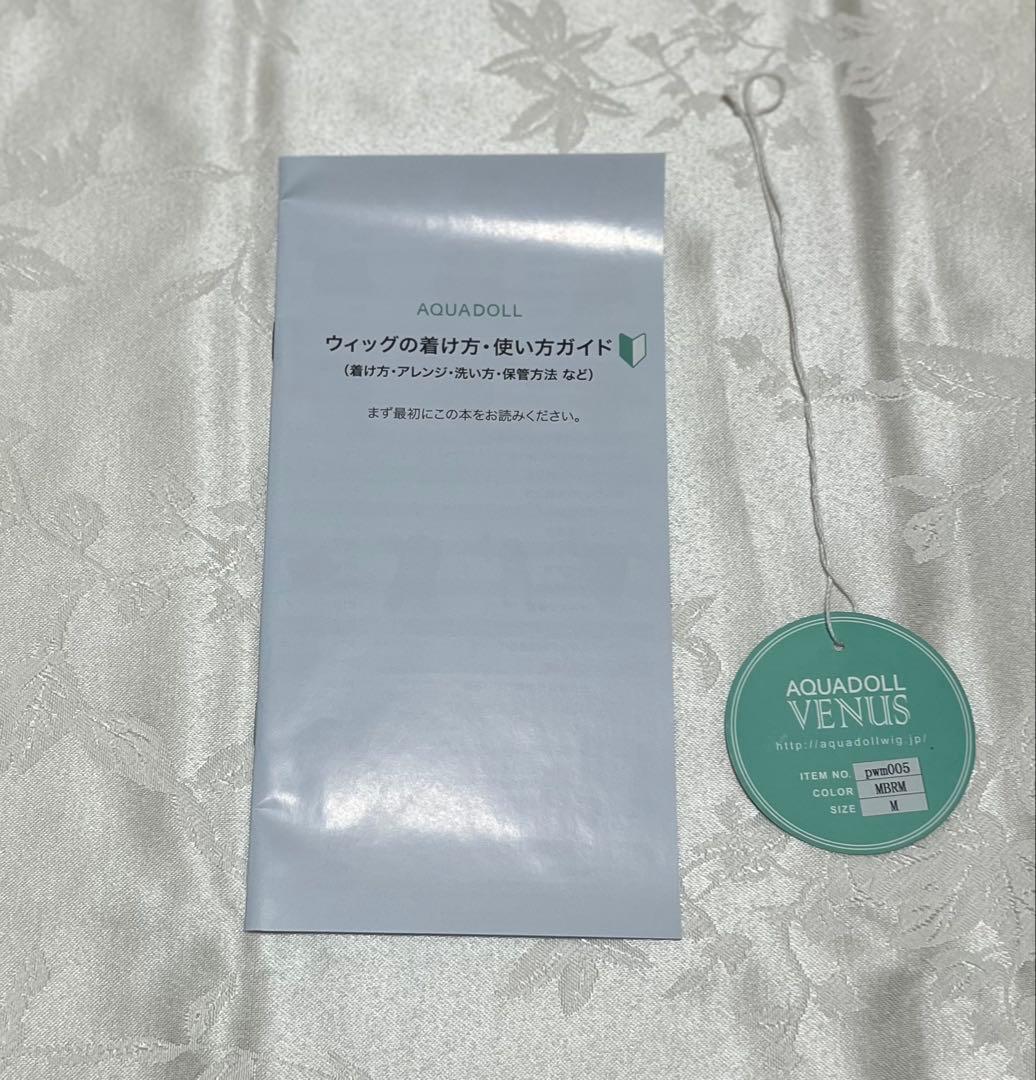 AQUADOLL
ウィッグの着け方・使い方ガイド
(着け方・アレンジ・洗い方・保管方法 など)
まず最初にこの本をお読みください。
AQUADOLL
VENUS
http://aquadollwig.jp/
ITEM NO. pwm005
COLOR MBRM
SIZE M